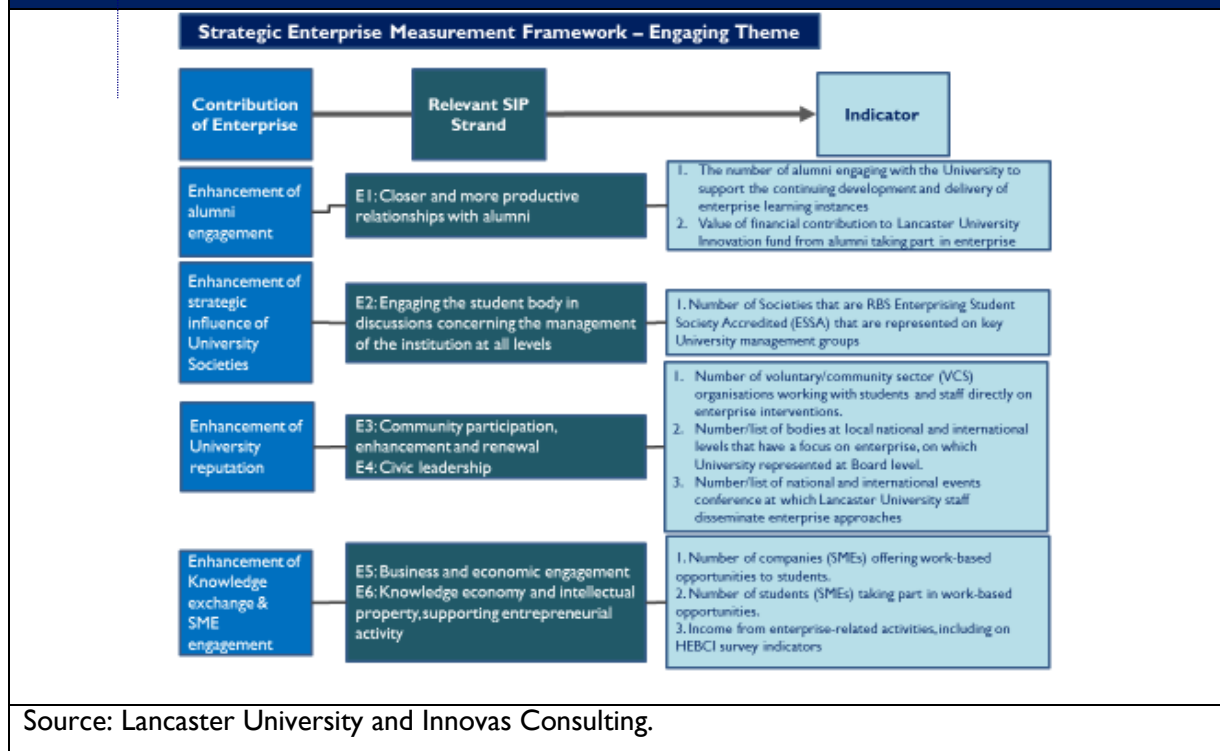 Strategic Enterprise Measurement Framework – Engaging Theme
Contribution
of Enterprise
Relevant SIP
Strand
Indicator
Enhancement of
alumni
engagement
E1: Closer and more productive
relationships with alumni
1. The number of alumni engaging with the University to
support the continuing development and delivery of
enterprise learning instances
2. Value of financial contribution to Lancaster University
Innovation fund from alumni taking part in enterprise
Enhancement of
strategic
influence of
University
Societies
E2: Engaging the student body in
discussions concerning the management
of the institution at all levels
1. Number of Societies that are RBS Enterprising Student
Society Accredited (ESSA) that are represented on key
University management groups
Enhancement of
University
reputation
E3: Community participation,
enhancement and renewal
E4: Civic leadership
1. Number of voluntary/community sector (VCS)
organisations working with students and staff directly on
enterprise interventions.
2. Number/list of bodies at local national and international
levels that have a focus on enterprise, on which
University represented at Board level.
3. Number/list of national and international events
conference at which Lancaster University staff
disseminate enterprise approaches
Enhancement of
Knowledge
exchange &
SME
engagement
E5: Business and economic engagement
E6: Knowledge economy and intellectual
property, supporting entrepreneurial
activity
1. Number of companies (SMEs) offering work-based
opportunities to students.
2. Number of students (SMEs) taking part in work-based
opportunities.
3. Income from enterprise-related activities, including on
HEBCI survey indicators
Source: Lancaster University and Innovas Consulting.